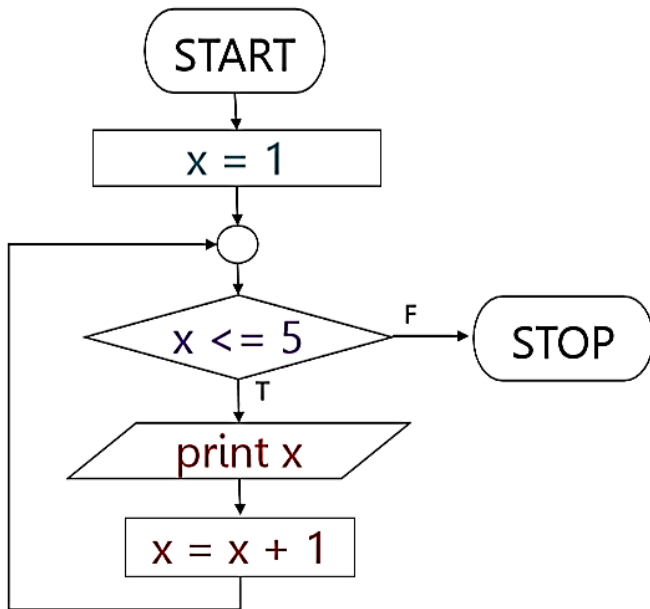 START
x = 1
x <= 5
F
STOP
T
print x
x = x + 1